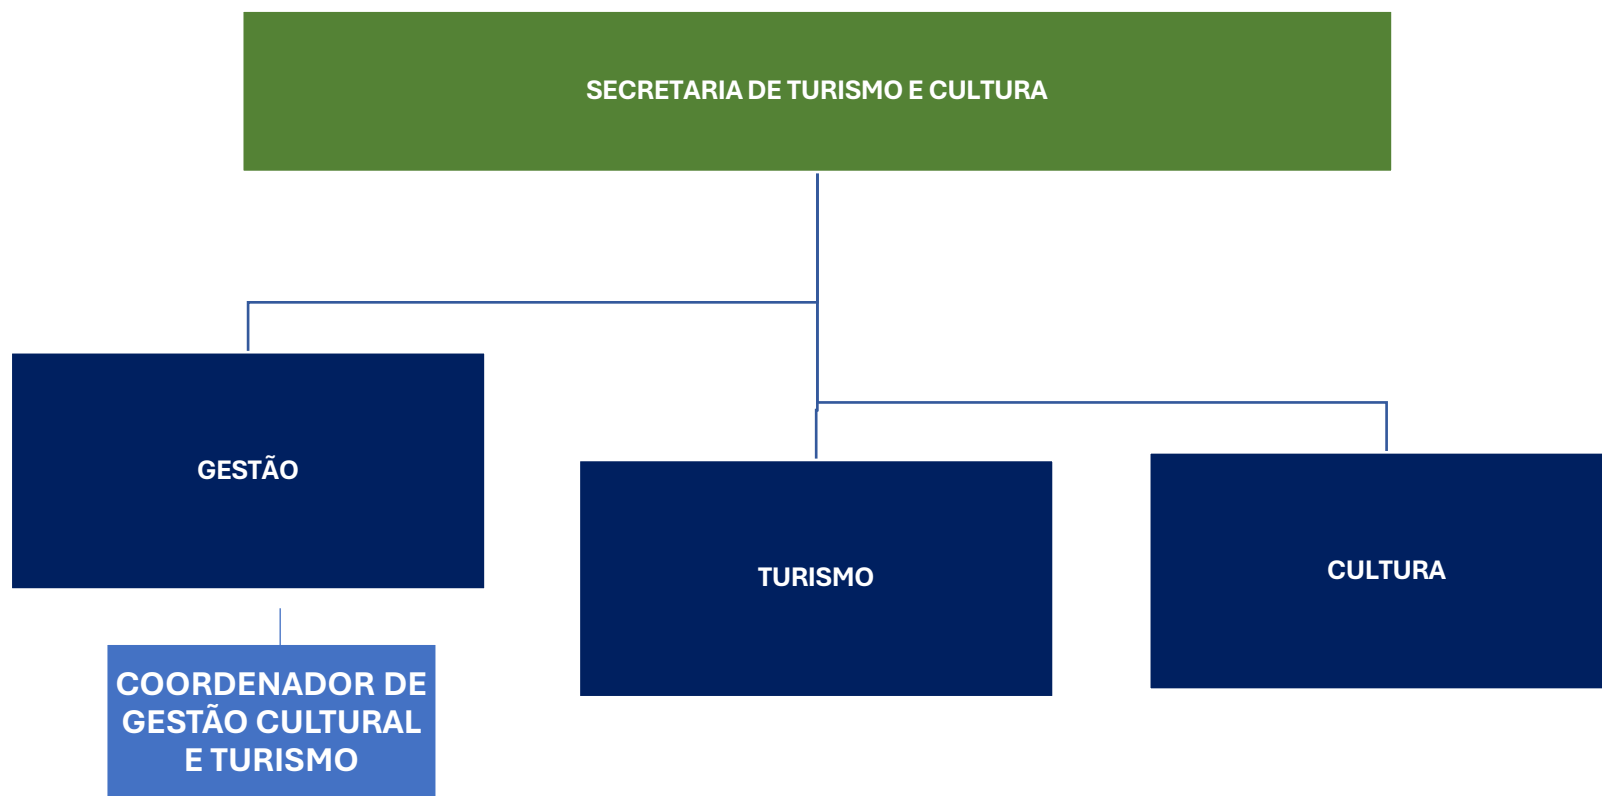 SECRETARIA DE TURISMO E CULTURA
GESTÃO
TURISMO
CULTURA
COORDENADOR DE
GESTÃO CULTURAL
E TURISMO